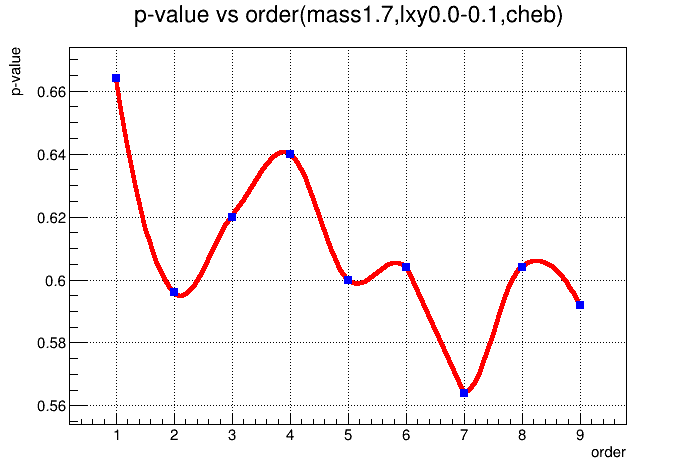 p-value vs order(mass1.7,lxy0.0-0.1,cheb)
p-value
0.66
0.64
0.62
0.6
0.58
0.56
1 2 3 4 5 6 7 8 9
order